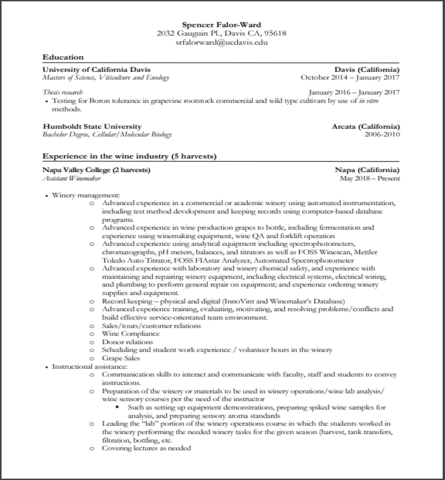 Spencer Falor-Ward
2032 Gauguin Pl., Davis CA, 95618
srfalorward@ucdavis.edu
Education
University of California Davis Davis (California)
Masters of Science, Viticulture and Enology October 2014 – January 2017
Thesis research January 2016 – January 2017
• Testing for Boron tolerance in grapevine rootstock commercial and wild type cultivars by use of in vitro
methods.
Humboldt State University Arcata (California)
Bachelor Degree, Cellular/Molecular Biology 2006-2010
Experience in the wine industry (5 harvests)
Napa Valley College (2 harvests) Napa (California)
Assistant Winemaker May 2018 – Present
• Winery management:
o Advanced experience in a commercial or academic winery using automated instrumentation,
including test method development and keeping records using computer-based database
programs.
o Advanced experience in wine production grapes to bottle, including fermentation and
experience using winemaking equipment, wine QA and forklift operation
o Advanced experience using analytical equipment including spectrophotometers,
chromatographs, pH meters, balances, and titrators as well as FOSS Winescan, Mettler
Toledo Auto Titrator, FOSS FIAstar Analyzer, Automated Spectrophotometer
o Advanced experience with laboratory and winery chemical safety, and experience with
maintaining and repairing winery equipment, including electrical systems, electrical wiring,
and plumbing to perform general repair on equipment; and experience ordering winery
supplies and equipment.
o Record keeping – physical and digital (InnoVint and Winemaker's Database)
o Advanced experience training, evaluating, motivating, and resolving problems/conflicts and
build effective service-oriented team environment.
o Sales/tours/customer relations
o Wine Compliance
o Donor relations
o Scheduling and student work experience / volunteer hours in the winery
o Grape Sales
• Instructional assistance:
o Communication skills to interact and communicate with faculty, staff and students to convey
instructions.
o Preparation of the winery or materials to be used in winery operations/wine lab analysis/
wine sensory courses per the need of the instructor
▪ Such as setting up equipment demonstrations, preparing spiked wine samples for
analysis, and preparing sensory aroma standards
o Leading the "lab" portion of the winery operations course in which the students worked
in the winery performing the needed winery tasks for the given season (harvest, tank transfers,
filtration, bottling, etc.
o Covering lectures as needed